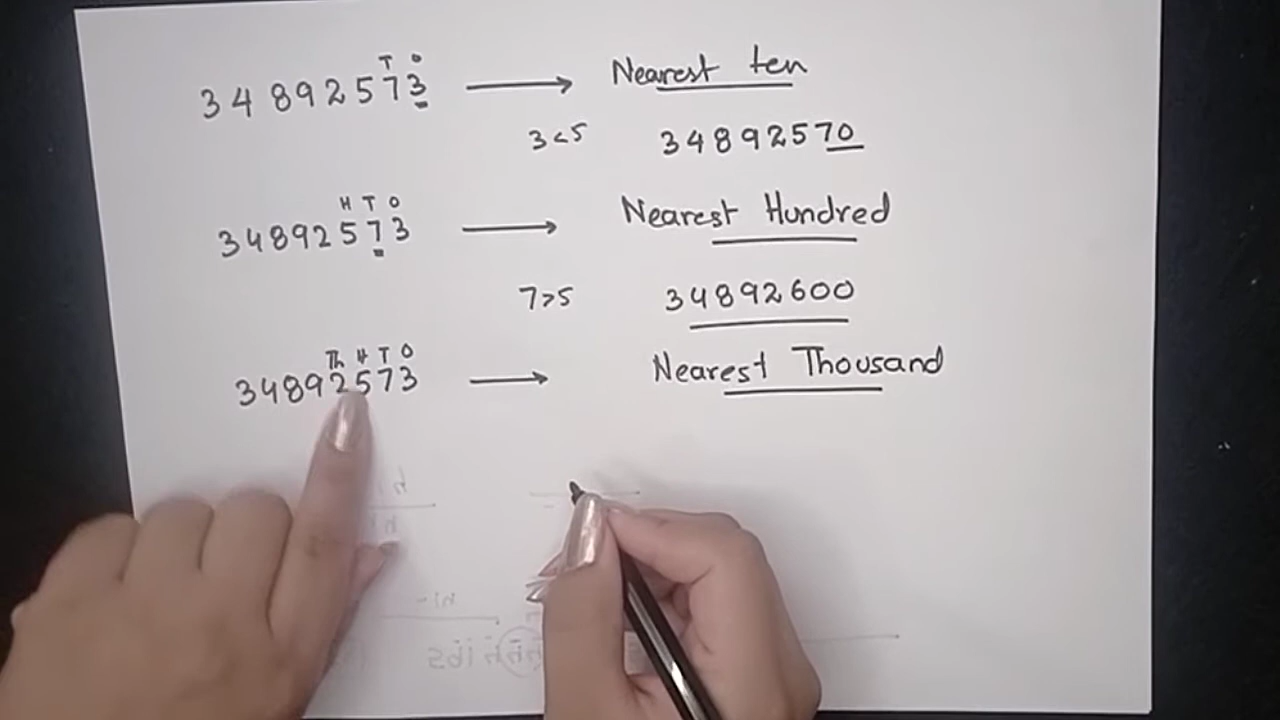 T O
34892573 → Nearest ten
3<5 34892570
H T O
34892573 → Nearest Hundred
7>5 34892600
Th H T O
34892573 → Nearest Thousand